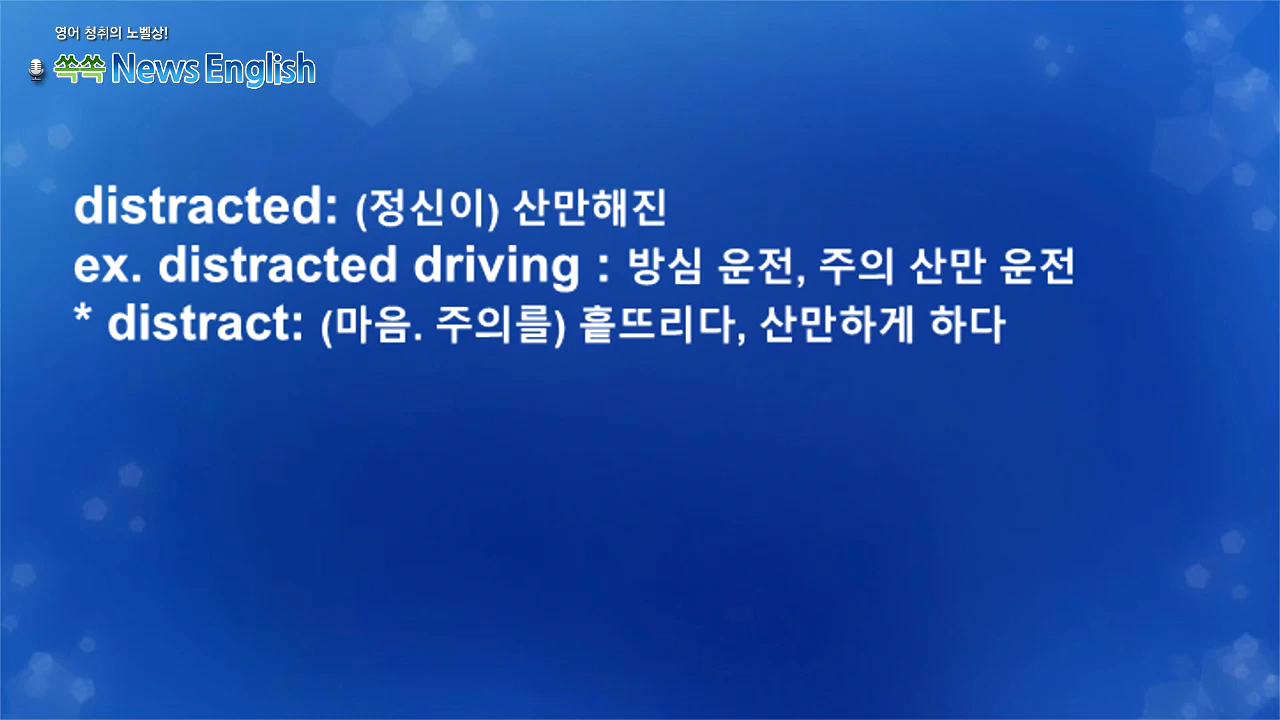 영어 청취의 노벨상!
쏙쏙 News English
distracted: (정신이) 산만해진
ex. distracted driving : 방심 운전, 주의 산만 운전
* distract: (마음. 주의를) 흩뜨리다, 산만하게 하다